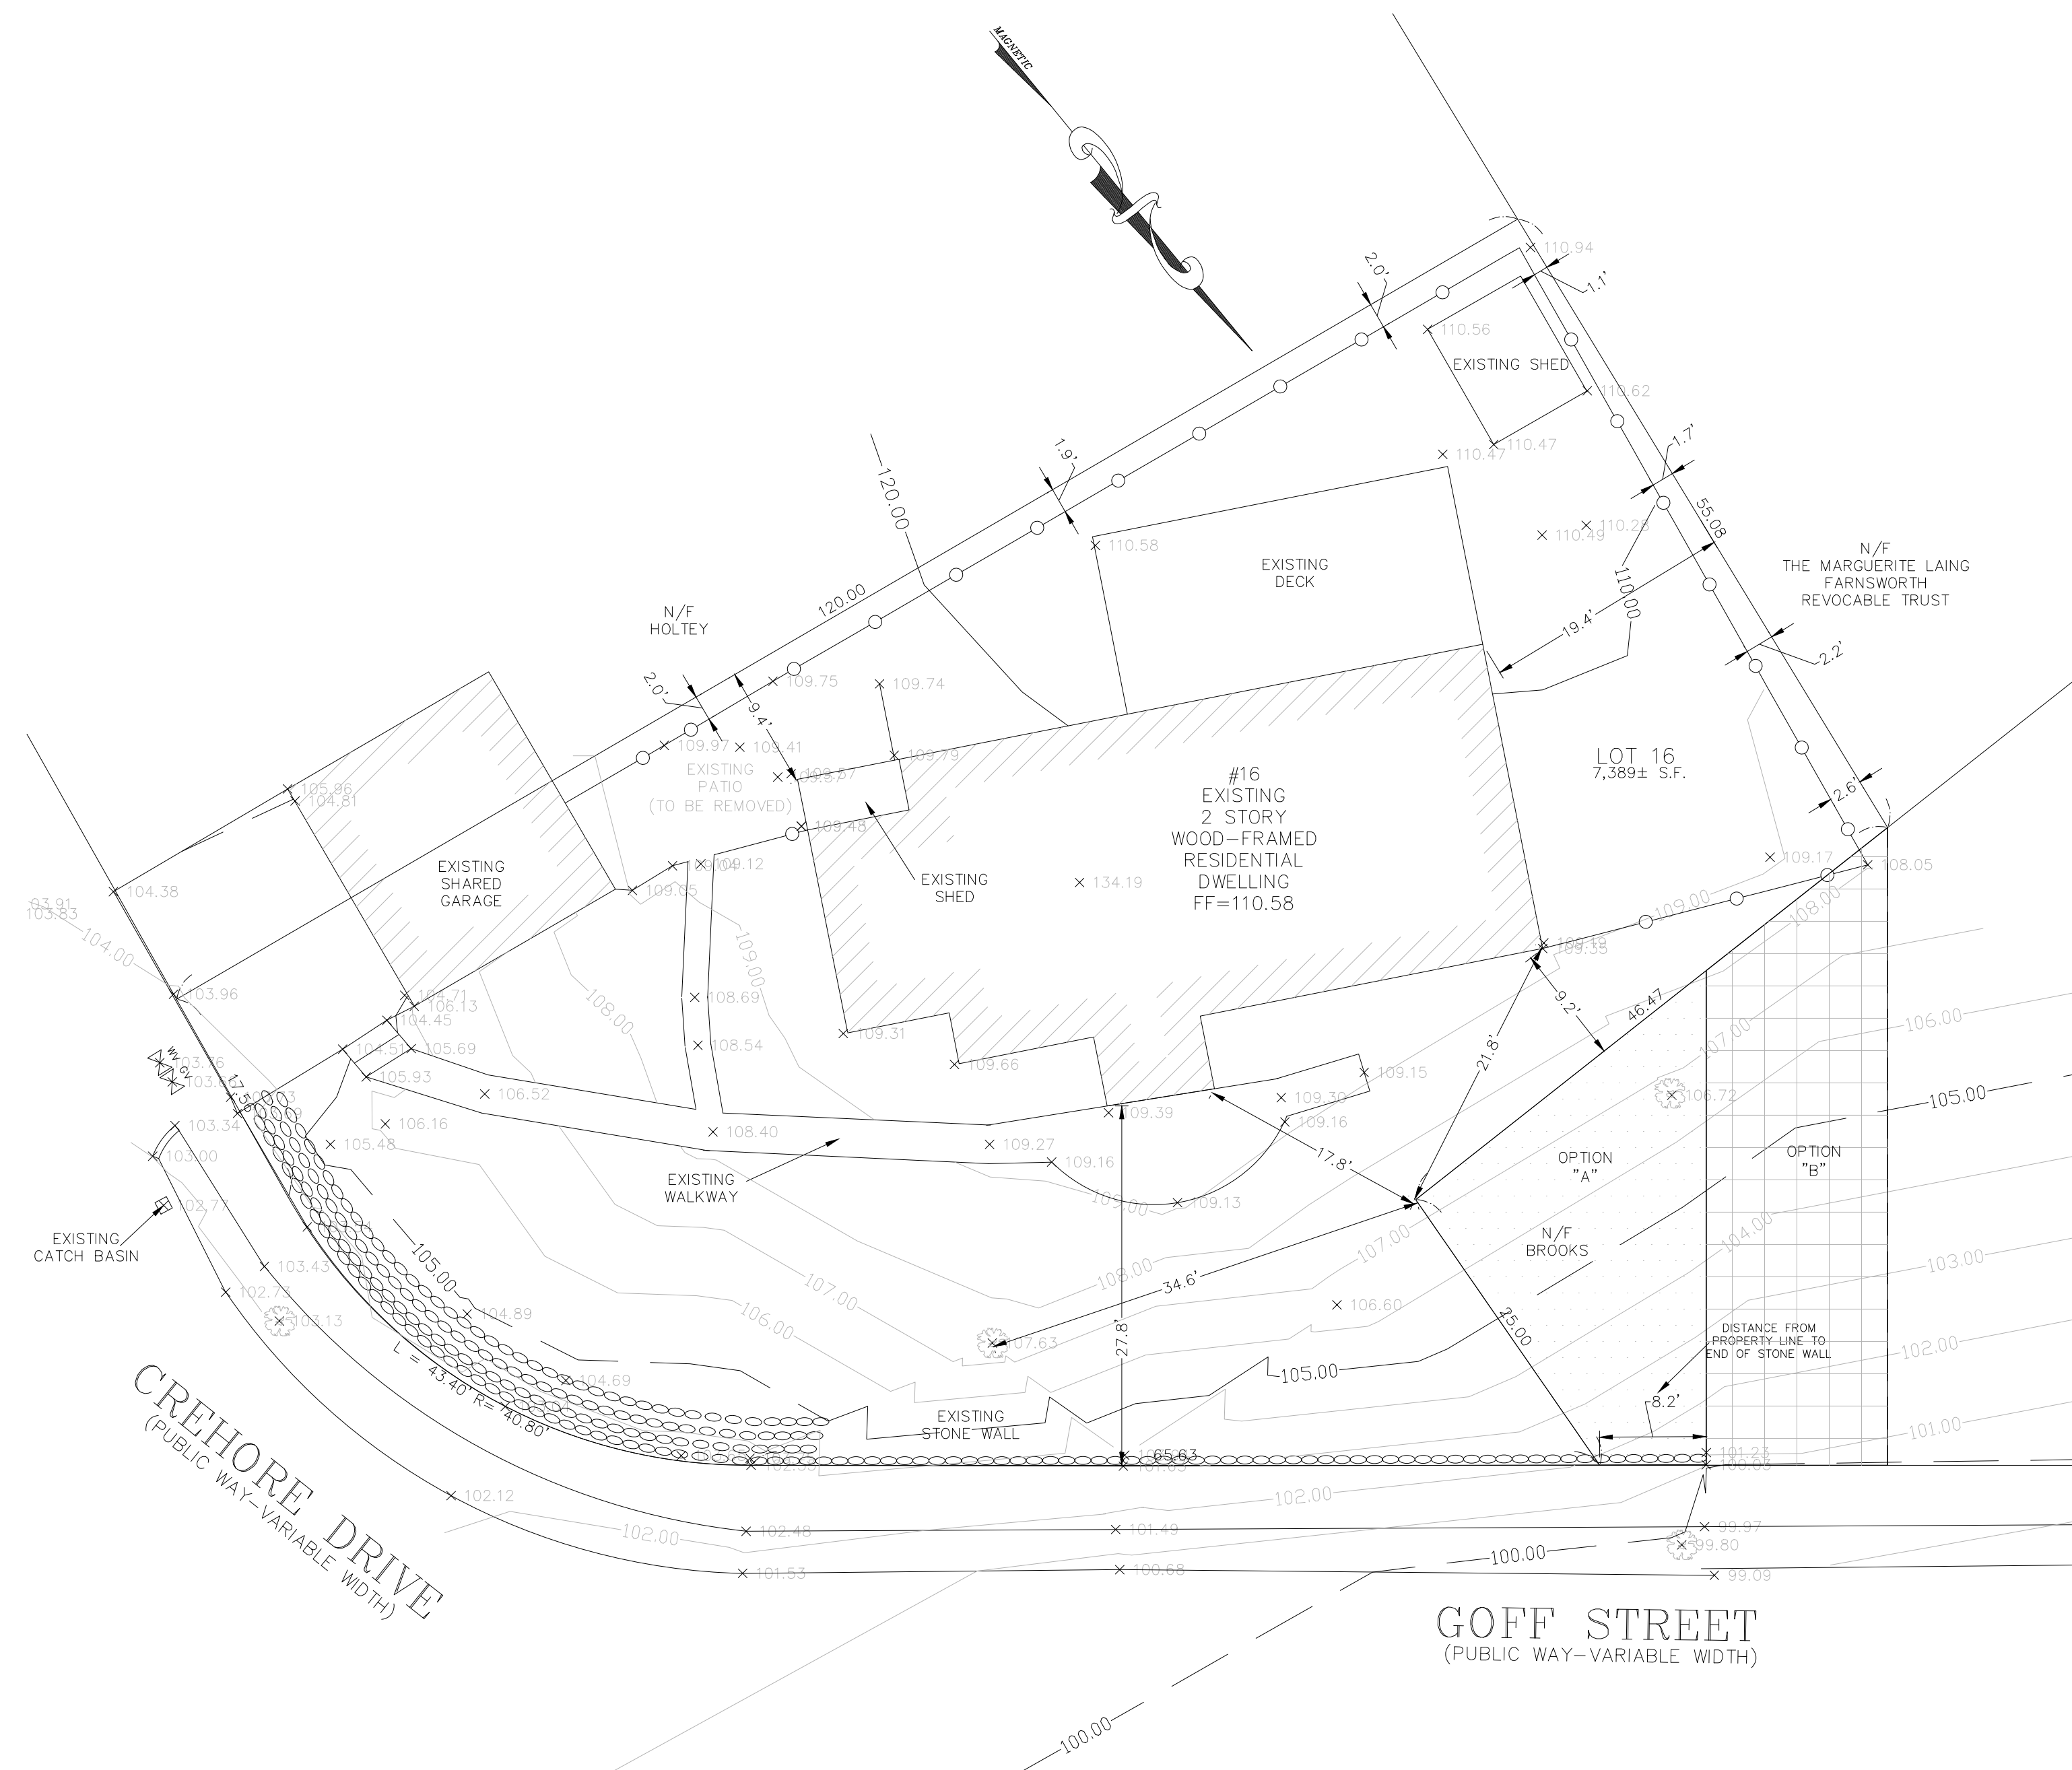 MAGNETIC
110.94
2.0'
1.1'
110.56
EXISTING SHED
110.62
110.47
110.47
1.7'
1.9'
120.00
55.08
110.28
110.49
110.58
EXISTING
DECK
N/F
THE MARGUERITE LAING
FARNSWORTH
REVOCABLE TRUST
110.00
19.4'
120.00
N/F
HOLTEY
2.2'
2.0'
109.75
109.74
9.4'
109.97
109.41
109.79
EXISTING
PATIO
(TO BE REMOVED)
LOT 16
7,389± S.F.
2.6'
105.96
104.81
109.48
#16
EXISTING
2 STORY
WOOD-FRAMED
RESIDENTIAL
DWELLING
FF=110.58
134.19
109.12
109.04
109.05
109.17
108.05
EXISTING
SHARED
GARAGE
EXISTING
SHED
104.38
103.91
103.83
104.00
109.00
108.00
109.19
109.35
109.00
108.00
103.96
104.71
106.13
104.45
108.69
9.2'
46.47
107.00
106.00
109.31
21.8'
104.51
105.69
108.54
109.66
109.15
WV
GV
103.76
103.66
17.56
105.93
106.52
109.39
109.30
109.16
106.72
105.00
103.34
106.16
108.40
109.27
105.48
103.00
109.16
17.8'
OPTION
"A"
OPTION
"B"
EXISTING
WALKWAY
109.00
109.13
102.77
EXISTING
CATCH BASIN
N/F
BROOKS
104.00
107.00
105.00
103.43
108.00
103.00
107.00
34.6'
102.73
103.13
104.89
106.00
106.60
25.00
107.63
27.8'
DISTANCE FROM
PROPERTY LINE TO
END OF STONE WALL
102.00
L = 43.40' R= 40.80'
104.69
105.00
8.2'
EXISTING
STONE WALL
101.00
65.63
101.23
102.12
102.00
102.00
102.48
101.49
99.97
99.80
100.00
101.53
100.68
99.09
CREHORE DRIVE
(PUBLIC WAY-VARIABLE WIDTH)
GOFF STREET
(PUBLIC WAY-VARIABLE WIDTH)
100.00